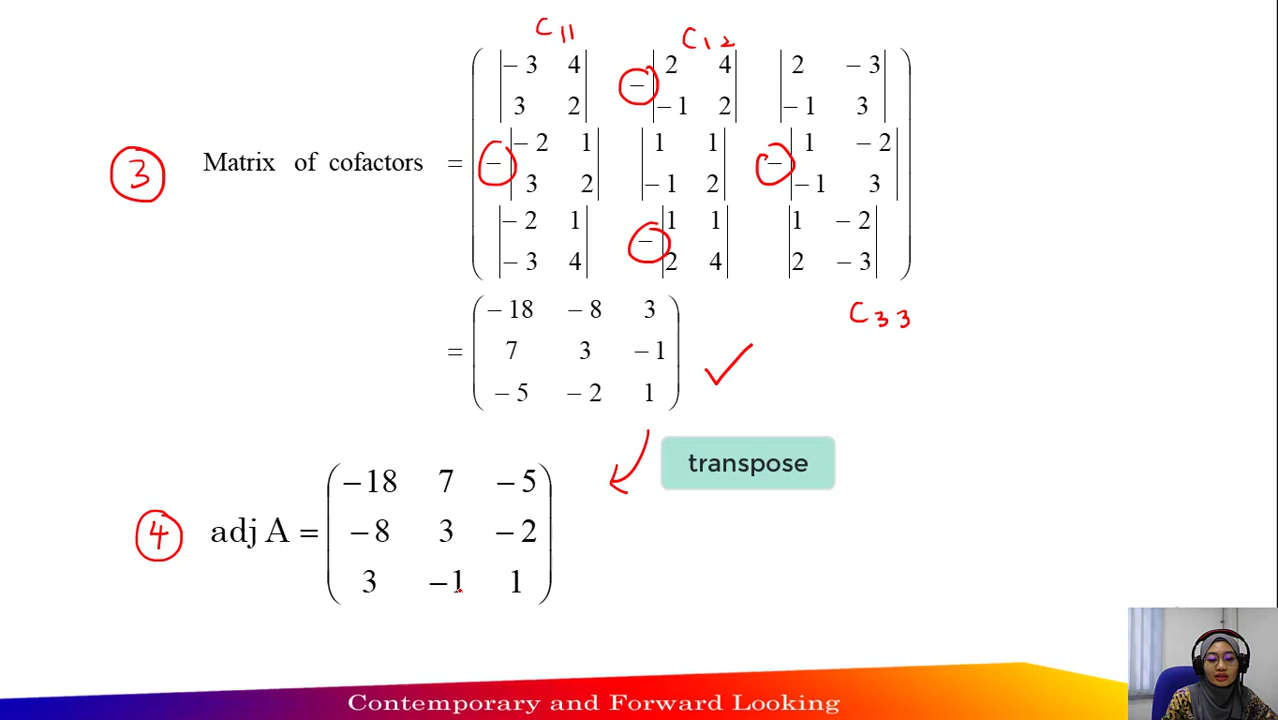 C11 C12
|−3 4| −|2 4| |2 −3|
|3 2| |−1 2| |−1 3|
−|−2 1| |1 1| −|1 −2|
③ Matrix of cofactors =
|3 2| |−1 2| |−1 3|
|−2 1| −|1 1| |1 −2|
|−3 4| |2 4| |2 −3|
C33
−18 −8 3
= 7 3 −1
−5 −2 1
transpose
−18 7 −5
④ adj A = −8 3 −2
3 −1 1
Contemporary and Forward Looking